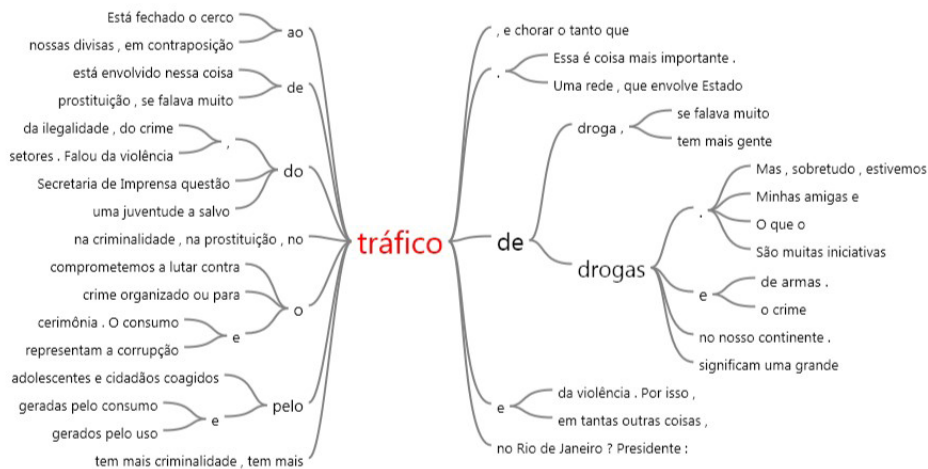 Está fechado o cerco
nossas divisas , em contraposição
ao
está envolvido nessa coisa
prostituição , se falava muito
de
da ilegalidade , do crime
setores . Falou da violência
,
Secretaria de Imprensa questão
uma juventude a salvo
do
na criminalidade , na prostituição , no
comprometemos a lutar contra
crime organizado ou para
cerimônia . O consumo
representam a corrupção
e
o
adolescentes e cidadãos coagidos
geradas pelo consumo
gerados pelo uso
e
pelo
tem mais criminalidade , tem mais
tráfico
, e chorar o tanto que
.
Essa é coisa mais importante .
Uma rede , que envolve Estado
de
droga ,
se falava muito
tem mais gente
drogas
.
Mas , sobretudo , estivemos
Minhas amigas e
O que o
São muitas iniciativas
e
de armas .
o crime
no nosso continente .
significam uma grande
e
da violência . Por isso ,
em tantas outras coisas ,
no Rio de Janeiro ? Presidente :